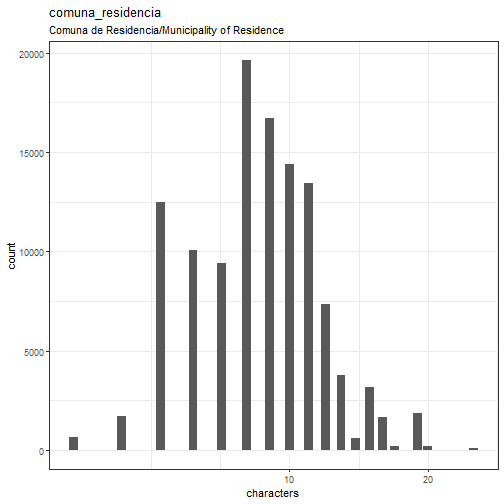 comuna_residencia
Comuna de Residencia/Municipality of Residence
20000
15000
10000
5000
0
count
10
20
characters